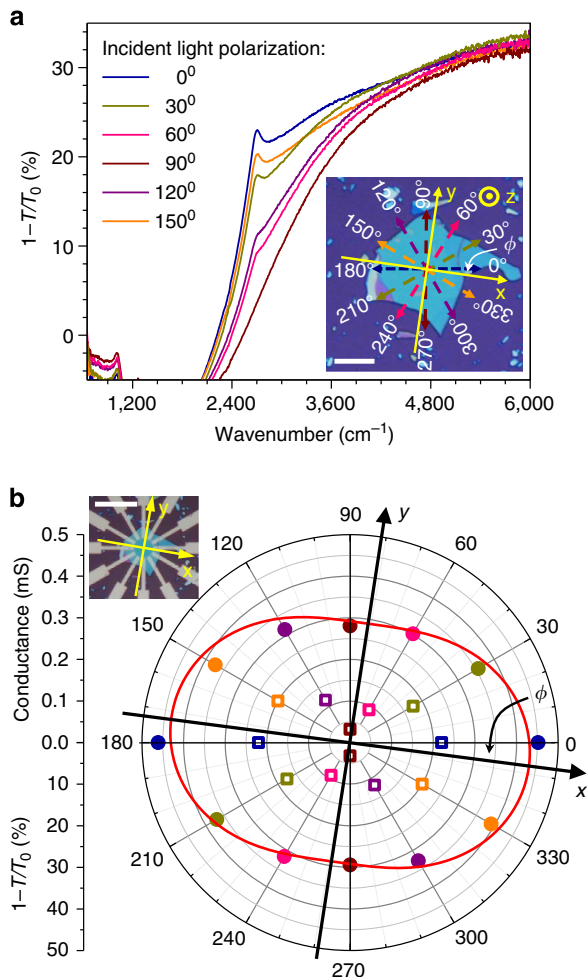 a
1−T/T₀ (%)
30
20
10
0
Incident light polarization:
0⁰
30⁰
60⁰
90⁰
120⁰
150⁰
120°
90°
y
60°
z
150°
30°
ϕ
180°
0°
x
210°
330°
240°
270°
300°
1,200 2,400 3,600 4,800 6,000
Wavenumber (cm⁻¹)
b
y
x
Conductance (mS)
0.5
0.4
0.3
0.2
0.1
0.0
10
20
30
40
50
1−T/T₀ (%)
90
y
120
60
150
30
ϕ
180
0
x
210
330
240
300
270